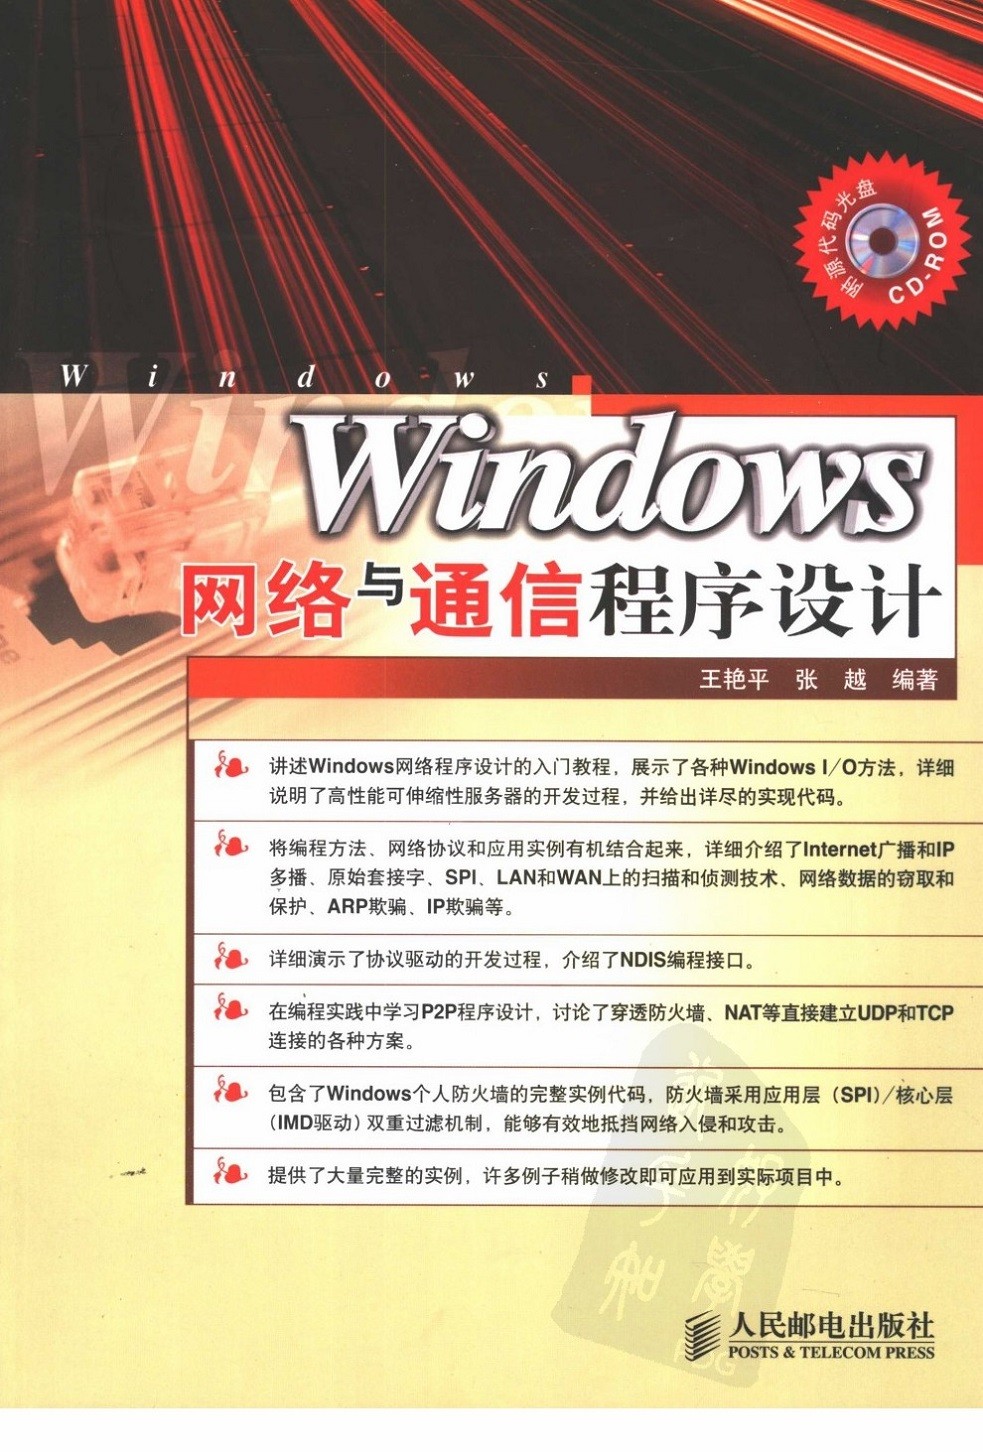 附源代码光盘
CD-ROM
Windows
Windows
网络与通信程序设计
王艳平 张 越 编著
讲述Windows网络程序设计的入门教程，展示了各种Windows I/O方法，详细
说明了高性能可伸缩性服务器的开发过程，并给出详尽的实现代码。
将编程方法、网络协议和应用实例有机结合起来，详细介绍了Internet广播和IP
多播、原始套接字、SPI、LAN和WAN上的扫描和侦测技术、网络数据的窃取和
保护、ARP欺骗、IP欺骗等。
详细演示了协议驱动的开发过程，介绍了NDIS编程接口。
在编程实践中学习P2P程序设计，讨论了穿透防火墙、NAT等直接建立UDP和TCP
连接的各种方案。
包含了Windows个人防火墙的完整实例代码，防火墙采用应用层（SPI）/核心层
（IMD驱动）双重过滤机制，能够有效地抵挡网络入侵和攻击。
提供了大量完整的实例，许多例子稍做修改即可应用到实际项目中。
人民邮电出版社
POSTS & TELECOM PRESS
PDG